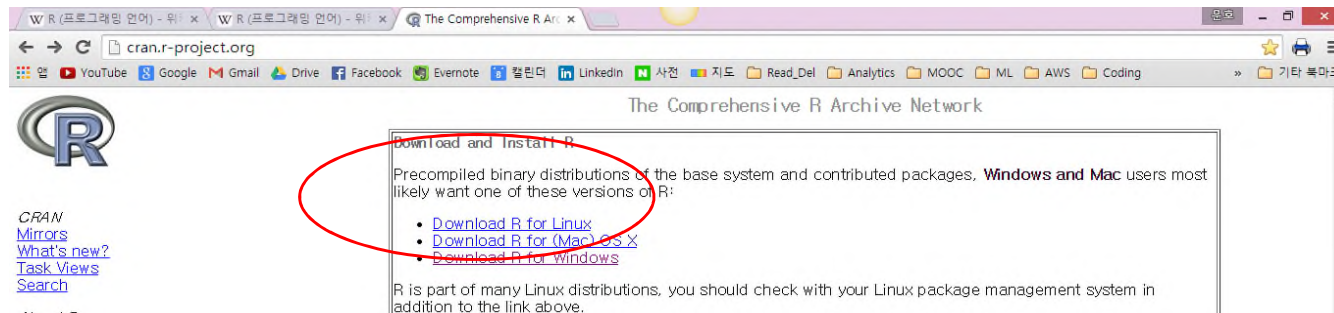 R (프로그래밍 언어) - 위
R (프로그래밍 언어) - 위
The Comprehensive R Arc
운호
cran.r-project.org
앱 YouTube Google Gmail Drive Facebook Evernote 캘린더 LinkedIn 사전 지도 Read_Del Analytics MOOC ML AWS Coding » 기타 북마크
The Comprehensive R Archive Network
R
Download and Install R
Precompiled binary distributions of the base system and contributed packages, Windows and Mac users most
likely want one of these versions of R:
• Download R for Linux
• Download R for (Mac) OS X
• Download R for Windows
R is part of many Linux distributions, you should check with your Linux package management system in
addition to the link above.
CRAN
Mirrors
What's new?
Task Views
Search